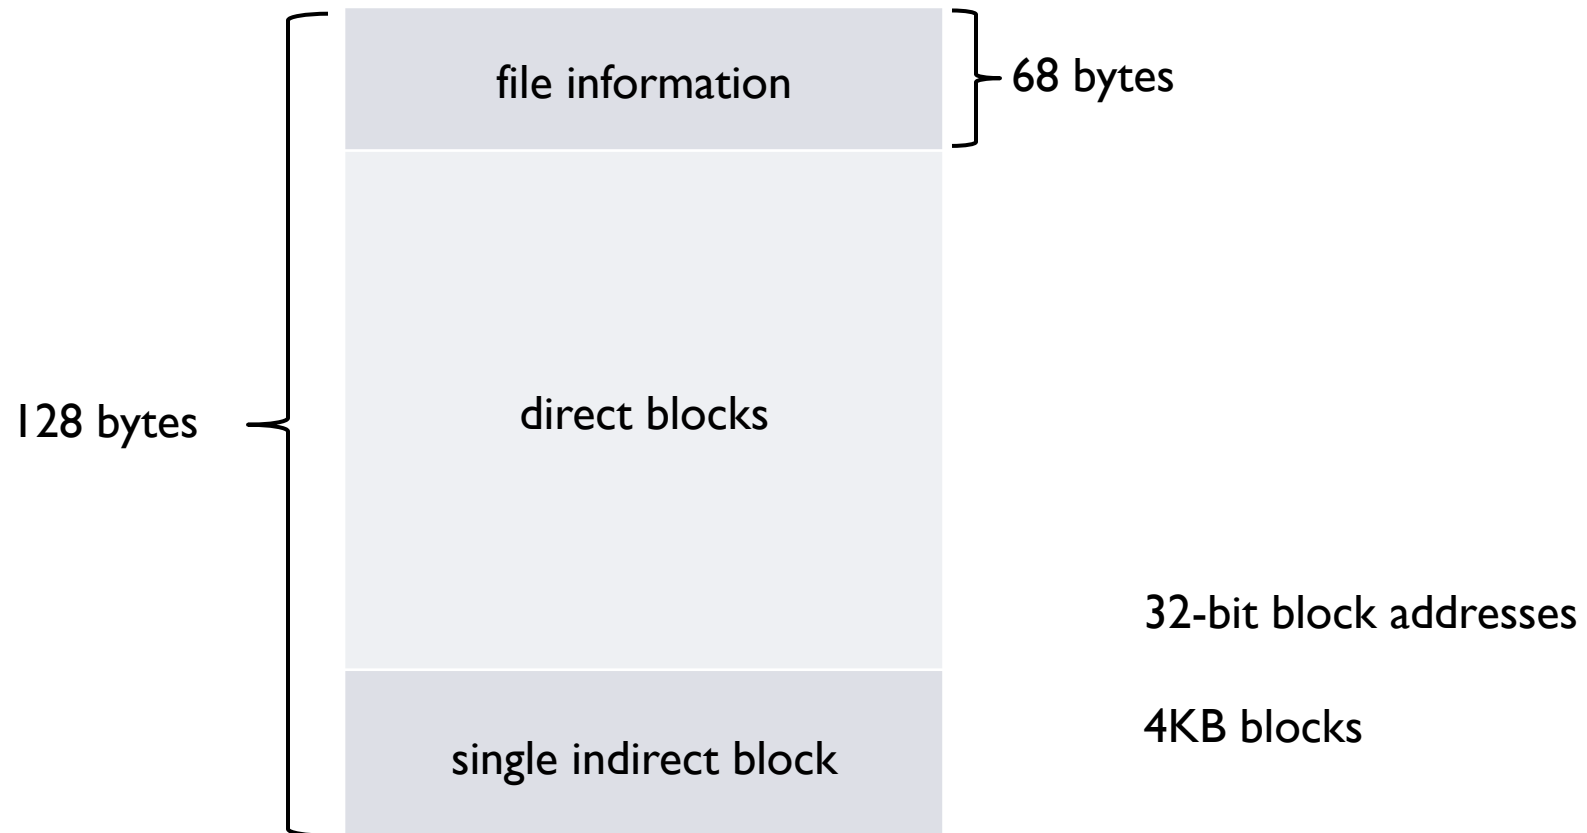 file information
68 bytes
direct blocks
128 bytes
32-bit block addresses
4KB blocks
single indirect block